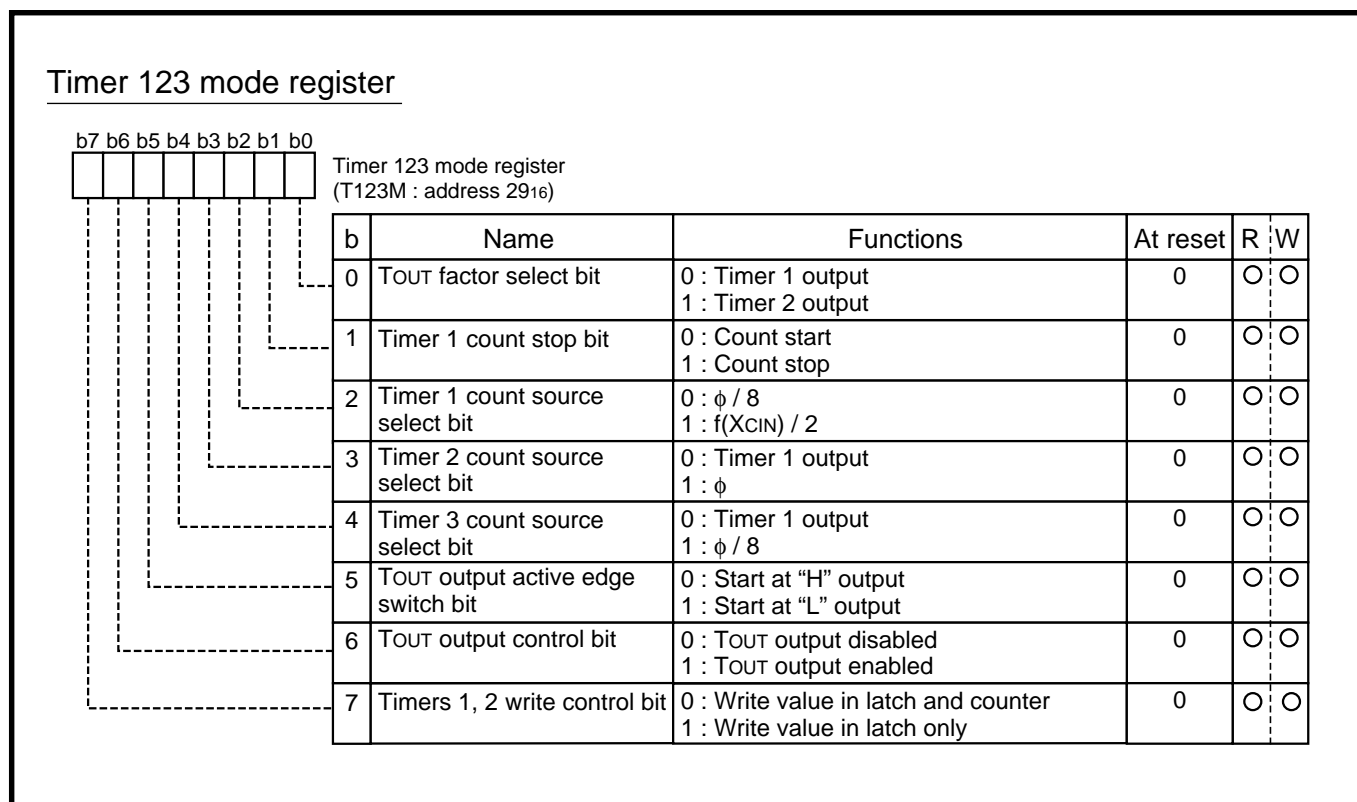 Timer 123 mode register
b7 b6 b5 b4 b3 b2 b1 b0
Timer 123 mode register
(T123M : address 2916)
b Name Functions At reset R W
0 TOUT factor select bit 0 : Timer 1 output 0 O O
1 : Timer 2 output
1 Timer 1 count stop bit 0 : Count start 0 O O
1 : Count stop
2 Timer 1 count source 0 : ϕ / 8 0 O O
select bit 1 : f(XCIN) / 2
3 Timer 2 count source 0 : Timer 1 output 0 O O
select bit 1 : ϕ
4 Timer 3 count source 0 : Timer 1 output 0 O O
select bit 1 : ϕ / 8
5 TOUT output active edge 0 : Start at “H” output 0 O O
switch bit 1 : Start at “L” output
6 TOUT output control bit 0 : TOUT output disabled 0 O O
1 : TOUT output enabled
7 Timers 1, 2 write control bit 0 : Write value in latch and counter 0 O O
1 : Write value in latch only